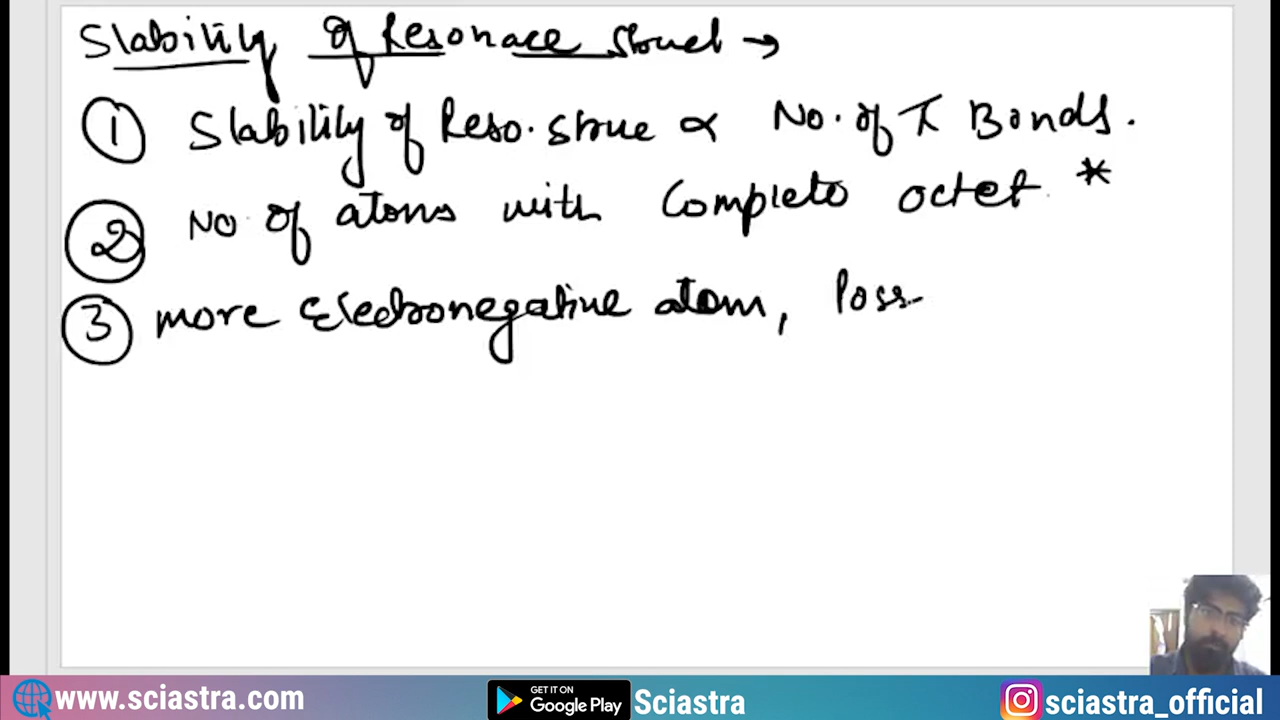 Stability of Resonace struct →
① Stability of Reso. struc ∝ No. of π Bonds.
② No. of atoms with Complete octet *
③ more Electronegative atom, poss
www.sciastra.com
GET IT ON
Google Play
Sciastra
sciastra_official